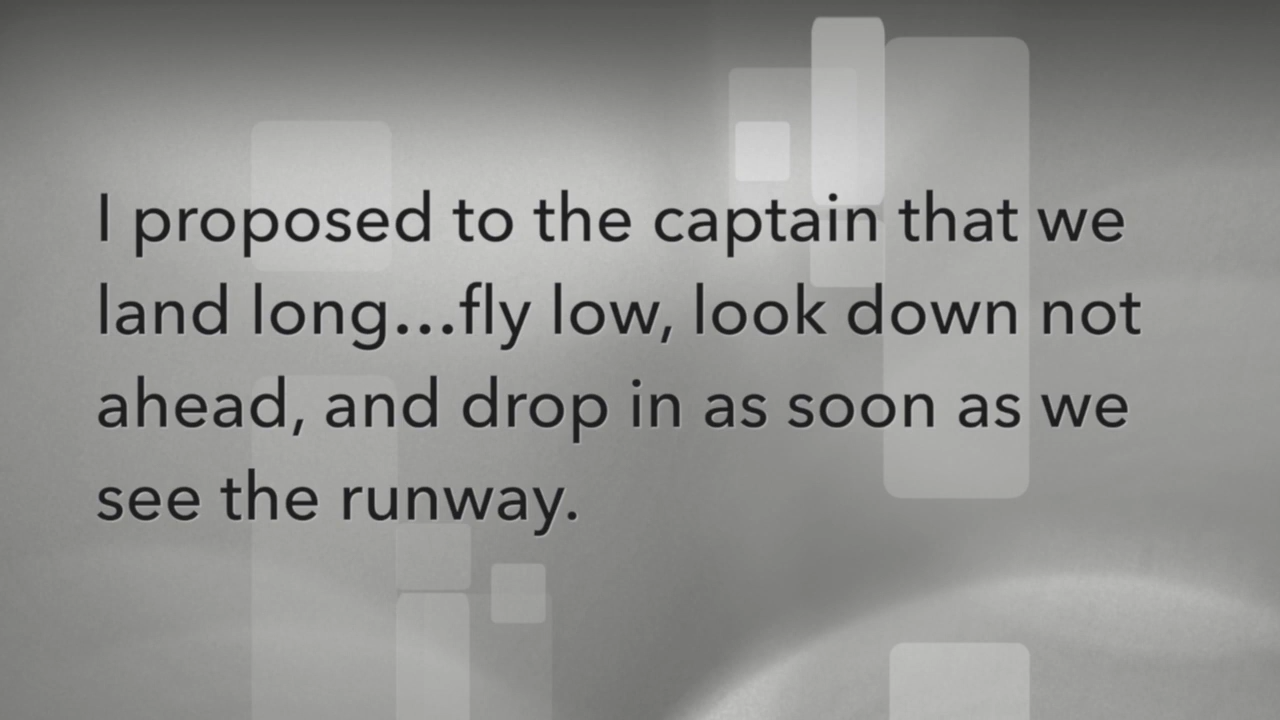 I proposed to the captain that we
land long...fly low, look down not
ahead, and drop in as soon as we
see the runway.